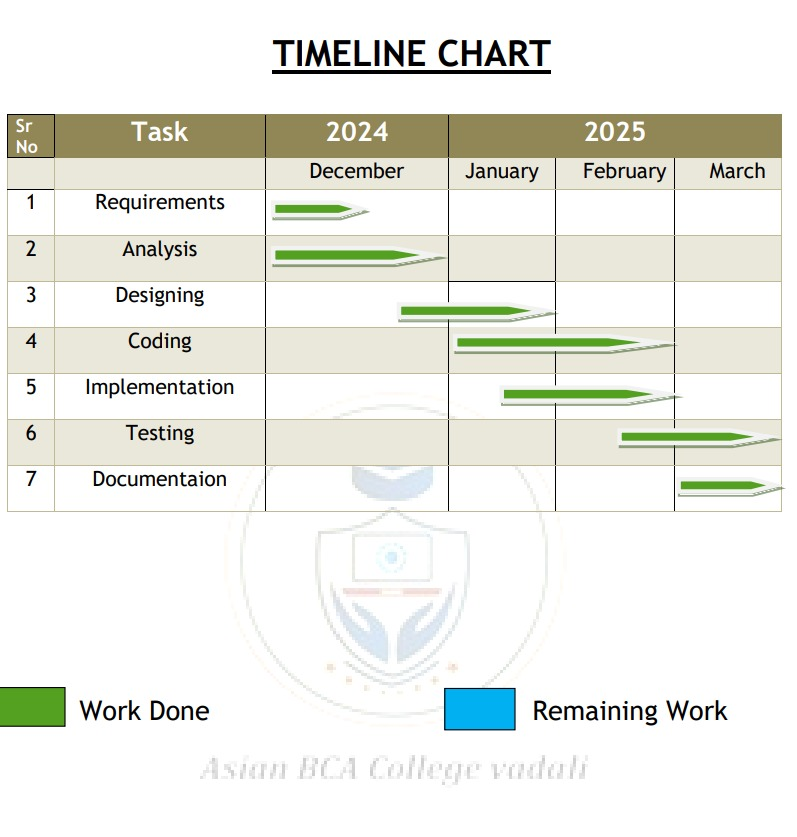 TIMELINE CHART
Sr No Task 2024 2025
December January February March
1 Requirements
2 Analysis
3 Designing
4 Coding
5 Implementation
6 Testing
7 Documentaion
Work Done Remaining Work
Asian BCA College vadali